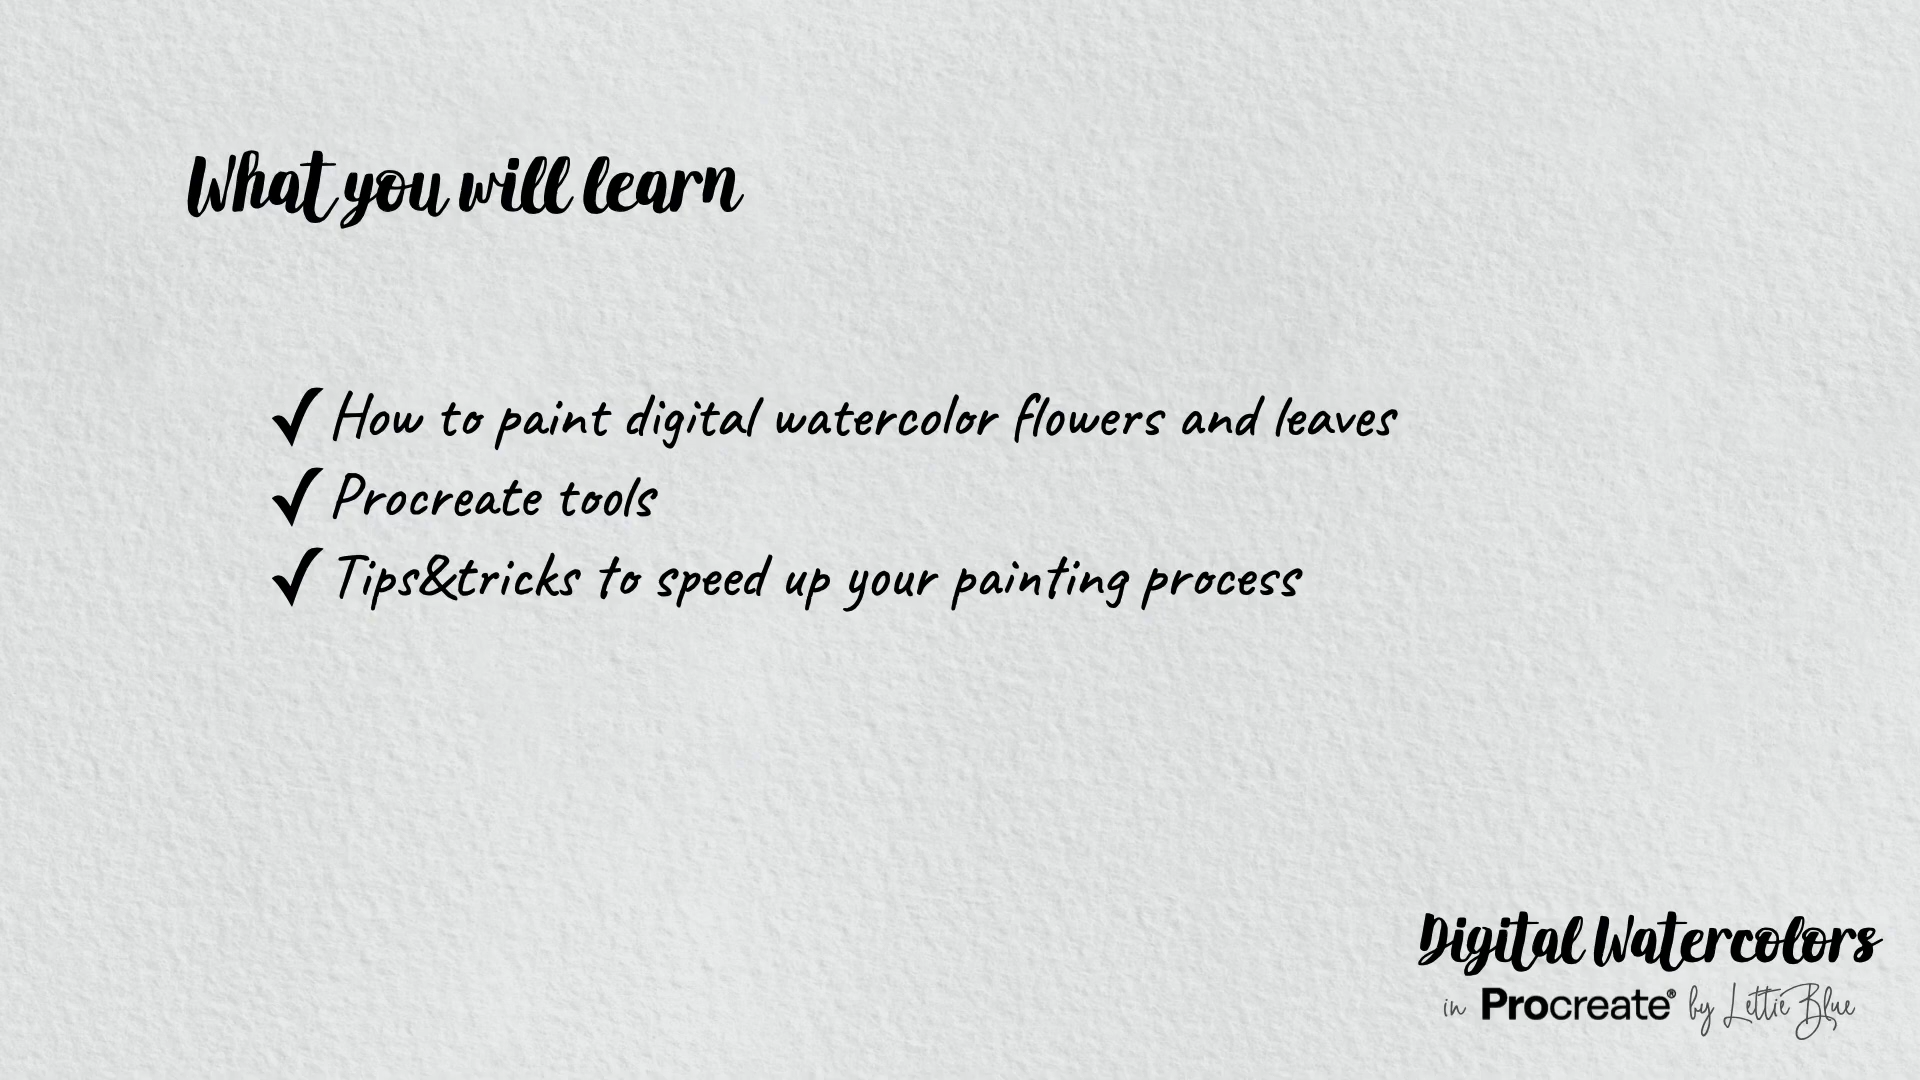 What you will learn
✓ How to paint digital watercolor flowers and leaves
✓ Procreate tools
✓ Tips&tricks to speed up your painting process
Digital Watercolors
in Procreate® by Lettie Blue